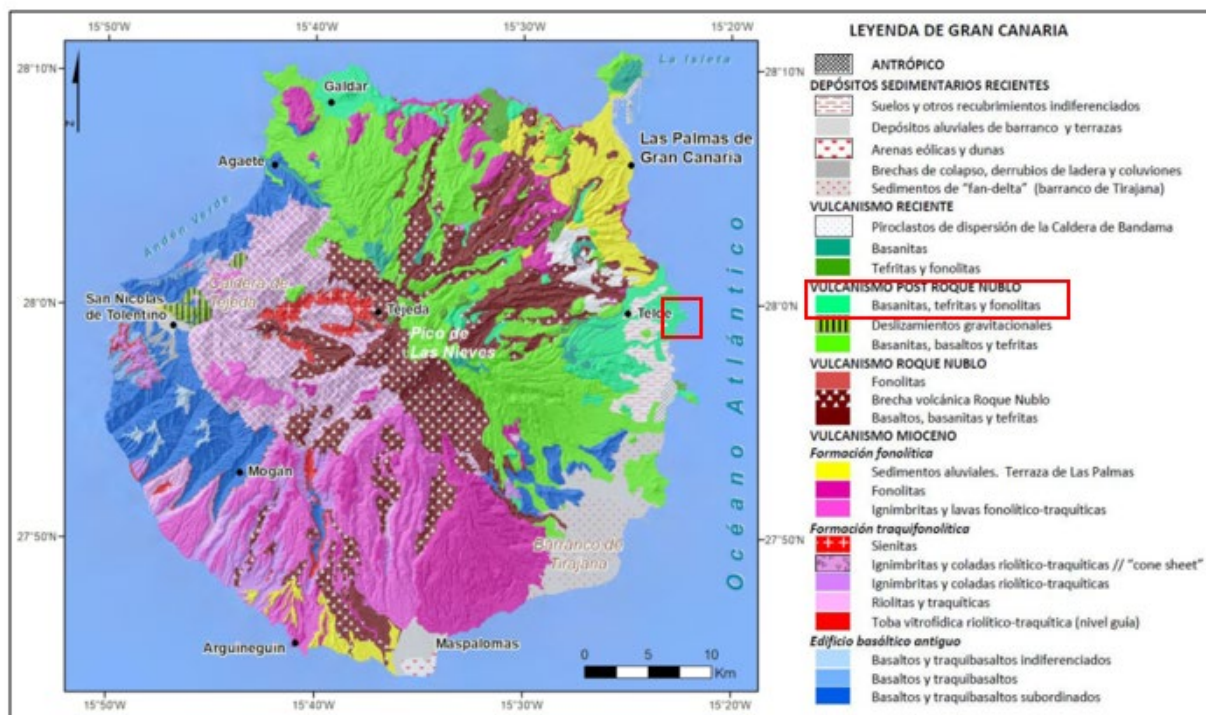 15°50'W
15°40'W
15°30'W
15°20'W
28°10'N
28°0'N
27°50'N
La Isleta
Galdar
Las Palmas de
Gran Canaria
Agaete
Andén Verde
Caldera de
Tejeda
San Nicolas
de Tolentino
Tejeda
Telde
Pico de
Las Nieves
Océano Atlántico
Mogan
Barranco de
Tirajana
Arguineguin
Maspalomas
0 5 10
Km
28°10'N
28°0'N
27°50'N
15°50'W
15°40'W
15°30'W
15°20'W
LEYENDA DE GRAN CANARIA
ANTRÓPICO
DEPÓSITOS SEDIMENTARIOS RECIENTES
Suelos y otros recubrimientos indiferenciados
Depósitos aluviales de barranco y terrazas
Arenas eólicas y dunas
Brechas de colapso, derrubios de ladera y coluviones
Sedimentos de "fan-delta" (barranco de Tirajana)
VULCANISMO RECIENTE
Piroclastos de dispersión de la Caldera de Bandama
Basanitas
Tefritas y fonolitas
VULCANISMO POST ROQUE NUBLO
Basanitas, tefritas y fonolitas
Deslizamientos gravitacionales
Basanitas, basaltos y tefritas
VULCANISMO ROQUE NUBLO
Fonolitas
Brecha volcánica Roque Nublo
Basaltos, basanitas y tefritas
VULCANISMO MIOCENO
Formación fonolítica
Sedimentos aluviales. Terraza de Las Palmas
Fonolitas
Ignimbritas y lavas fonolítico-traquíticas
Formación traquifonolítica
Sienitas
Ignimbritas y coladas riolítico-traquíticas // "cone sheet"
Ignimbritas y coladas riolítico-traquíticas
Riolitas y traquíticas
Toba vitrofídica riolítico-traquítica (nivel guía)
Edificio basáltico antiguo
Basaltos y traquibasaltos indiferenciados
Basaltos y traquibasaltos
Basaltos y traquibasaltos subordinados